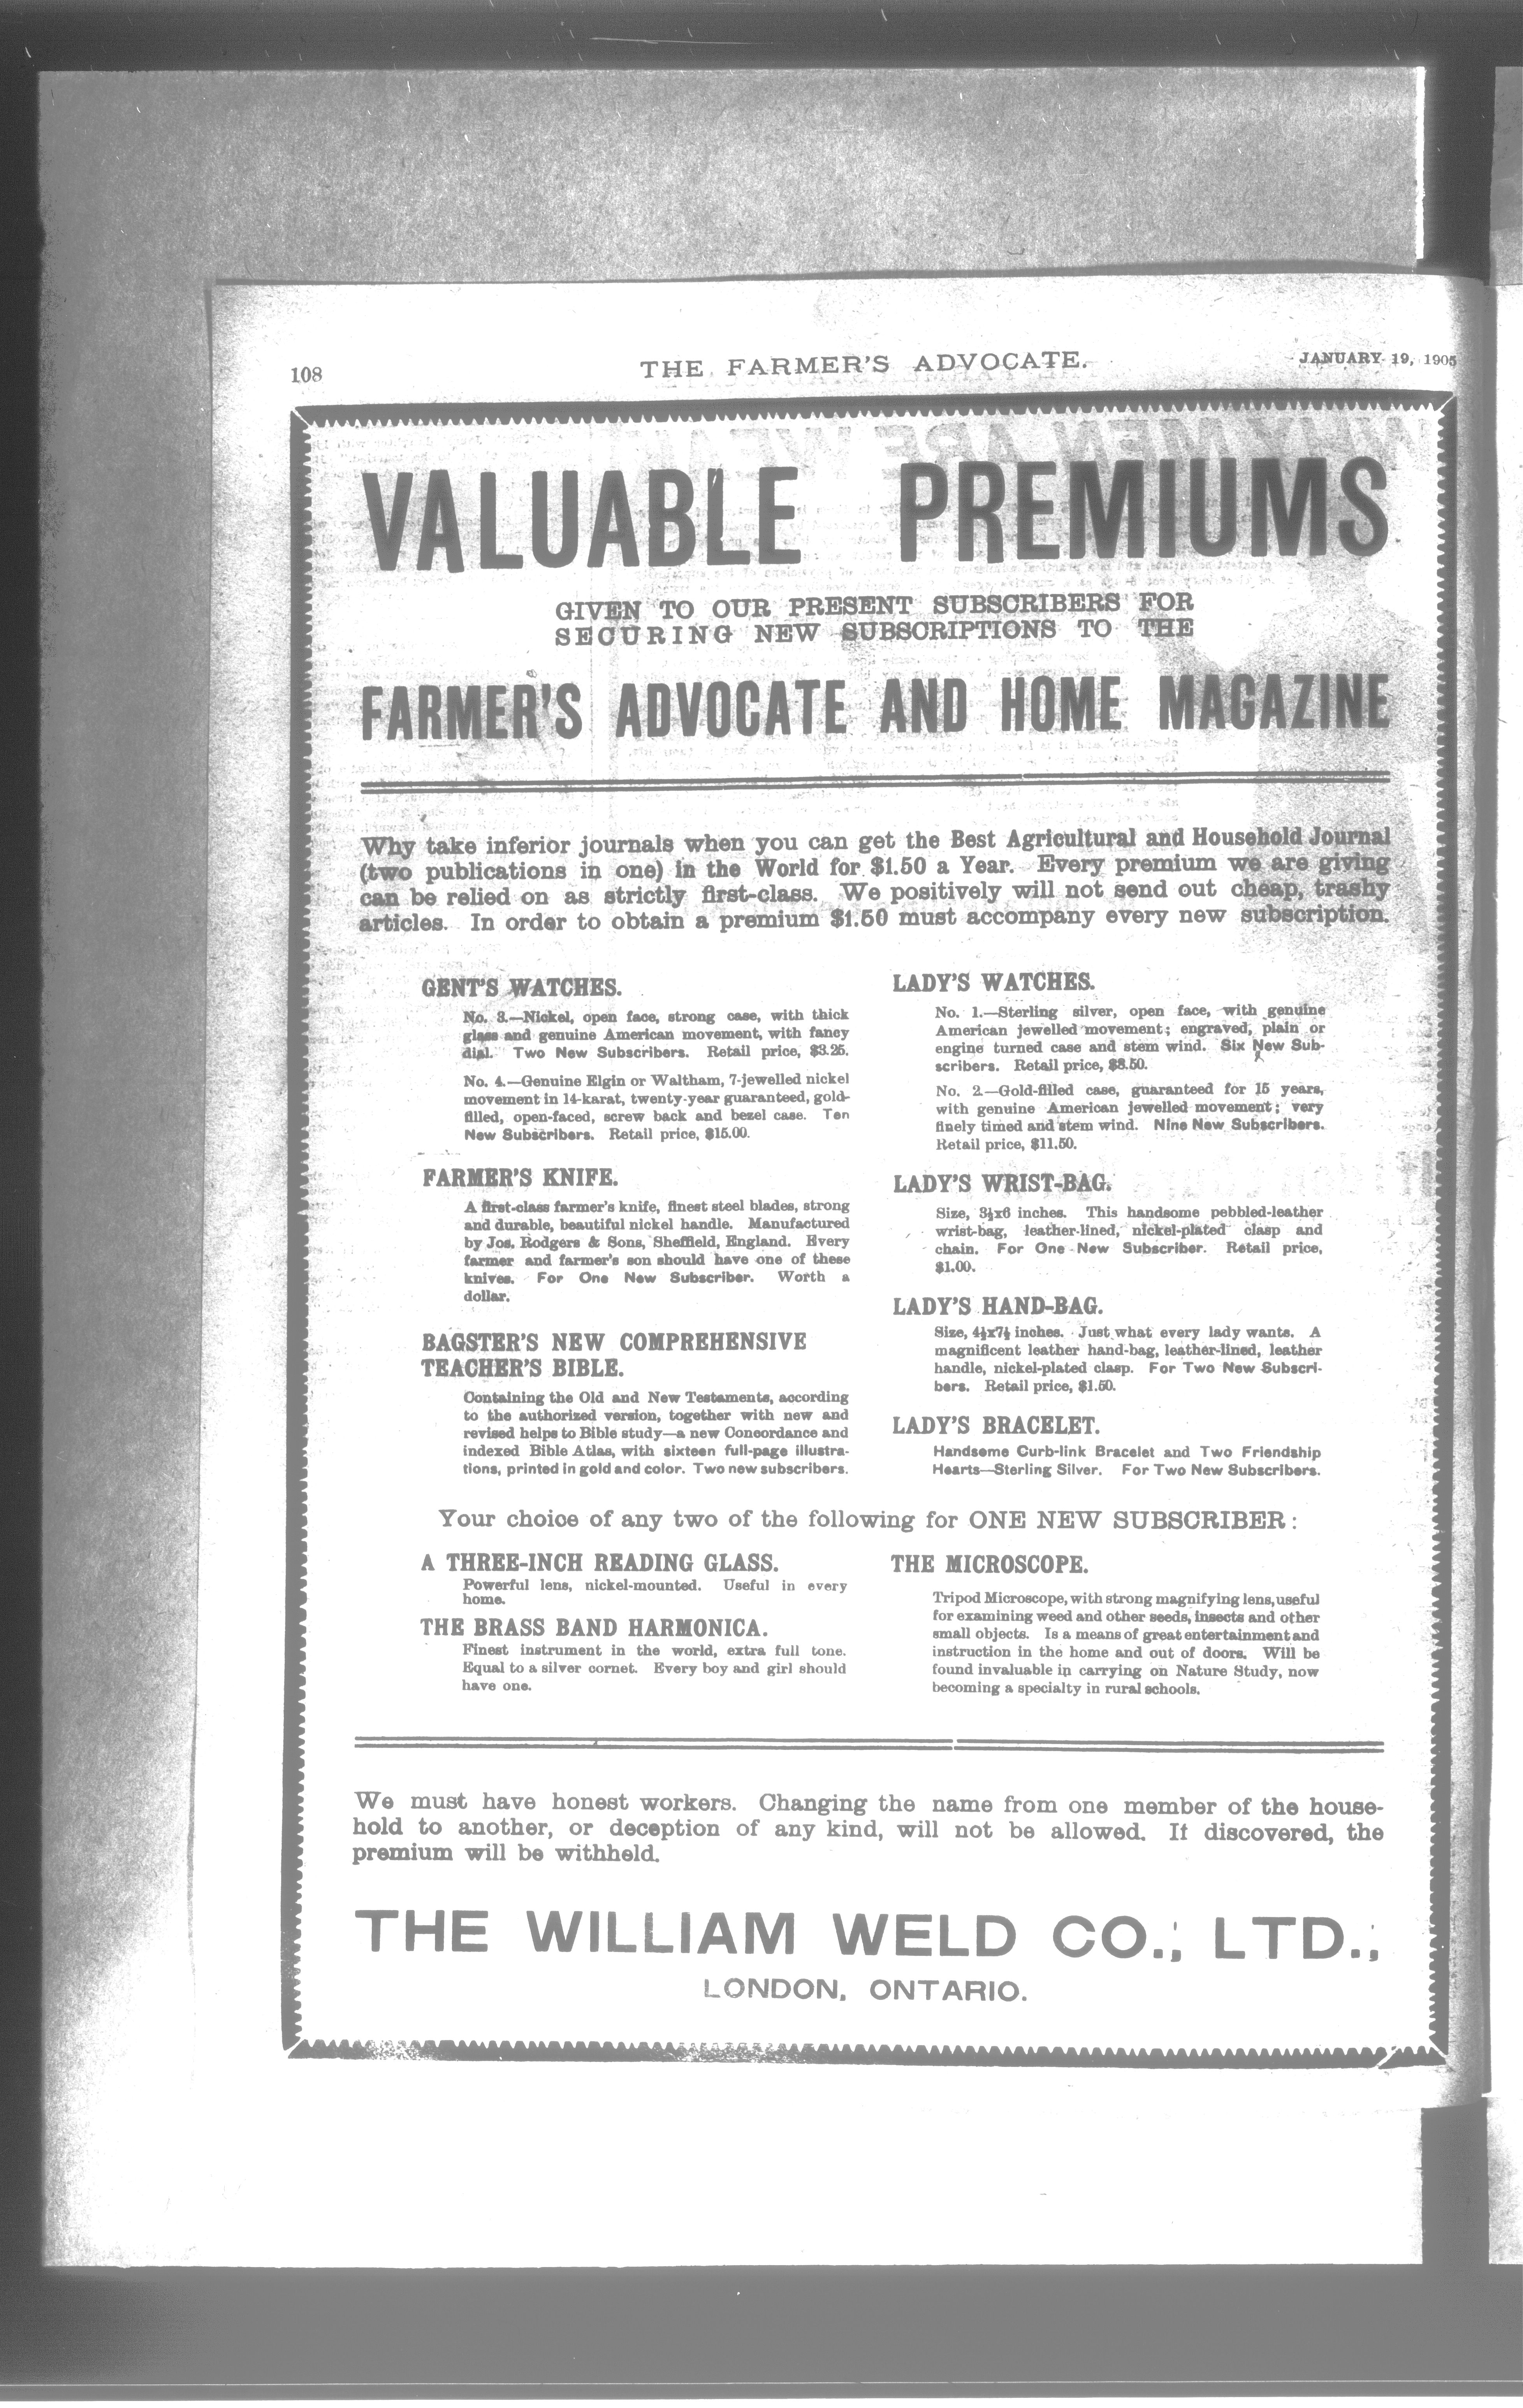 108
THE FARMER'S ADVOCATE.
JANUARY 19, 1905
VALUABLE PREMIUMS
GIVEN TO OUR PRESENT SUBSCRIBERS FOR
SECURING NEW SUBSCRIPTIONS TO THE
FARMER'S ADVOCATE AND HOME MAGAZINE
Why take inferior journals when you can get the Best Agricultural and Household Journal
(two publications in one) in the World for $1.50 a Year. Every premium we are giving
can be relied on as strictly first-class. We positively will not send out cheap, trashy
articles. In order to obtain a premium $1.50 must accompany every new subscription.
GENT'S WATCHES.
No. 3.—Nickel, open face, strong case, with thick
glass and genuine American movement, with fancy
dial. Two New Subscribers. Retail price, $3.25.
No. 4.—Genuine Elgin or Waltham, 7-jewelled nickel
movement in 14-karat, twenty-year guaranteed, gold-
filled, open-faced, screw back and bezel case. Ten
New Subscribers. Retail price, $15.00.
FARMER'S KNIFE.
A first-class farmer's knife, finest steel blades, strong
and durable, beautiful nickel handle. Manufactured
by Jos. Rodgers & Sons, Sheffield, England. Every
farmer and farmer's son should have one of these
knives. For One New Subscriber. Worth a
dollar.
BAGSTER'S NEW COMPREHENSIVE
TEACHER'S BIBLE.
Containing the Old and New Testaments, according
to the authorized version, together with new and
revised helps to Bible study—a new Concordance and
indexed Bible Atlas, with sixteen full-page illustra-
tions, printed in gold and color. Two new subscribers.
LADY'S WATCHES.
No. 1.—Sterling silver, open face, with genuine
American jewelled movement; engraved, plain or
engine turned case and stem wind. Six New Sub-
scribers. Retail price, $8.50.
No. 2.—Gold-filled case, guaranteed for 15 years,
with genuine American jewelled movement; very
finely timed and stem wind. Nine New Subscribers.
Retail price, $11.50.
LADY'S WRIST-BAG.
Size, 3½x6 inches. This handsome pebbled-leather
wrist-bag, leather-lined, nickel-plated clasp and
chain. For One New Subscriber. Retail price,
$1.00.
LADY'S HAND-BAG.
Size, 4½x7½ inches. Just what every lady wants. A
magnificent leather hand-bag, leather-lined, leather
handle, nickel-plated clasp. For Two New Subscri-
bers. Retail price, $1.50.
LADY'S BRACELET.
Handsome Curb-link Bracelet and Two Friendship
Hearts—Sterling Silver. For Two New Subscribers.
Your choice of any two of the following for ONE NEW SUBSCRIBER:
A THREE-INCH READING GLASS.
Powerful lens, nickel-mounted. Useful in every
home.
THE BRASS BAND HARMONICA.
Finest instrument in the world, extra full tone.
Equal to a silver cornet. Every boy and girl should
have one.
THE MICROSCOPE.
Tripod Microscope, with strong magnifying lens, useful
for examining weed and other seeds, insects and other
small objects. Is a means of great entertainment and
instruction in the home and out of doors. Will be
found invaluable in carrying on Nature Study, now
becoming a specialty in rural schools.
We must have honest workers. Changing the name from one member of the house-
hold to another, or deception of any kind, will not be allowed. If discovered, the
premium will be withheld.
THE WILLIAM WELD CO., LTD.,
LONDON, ONTARIO.